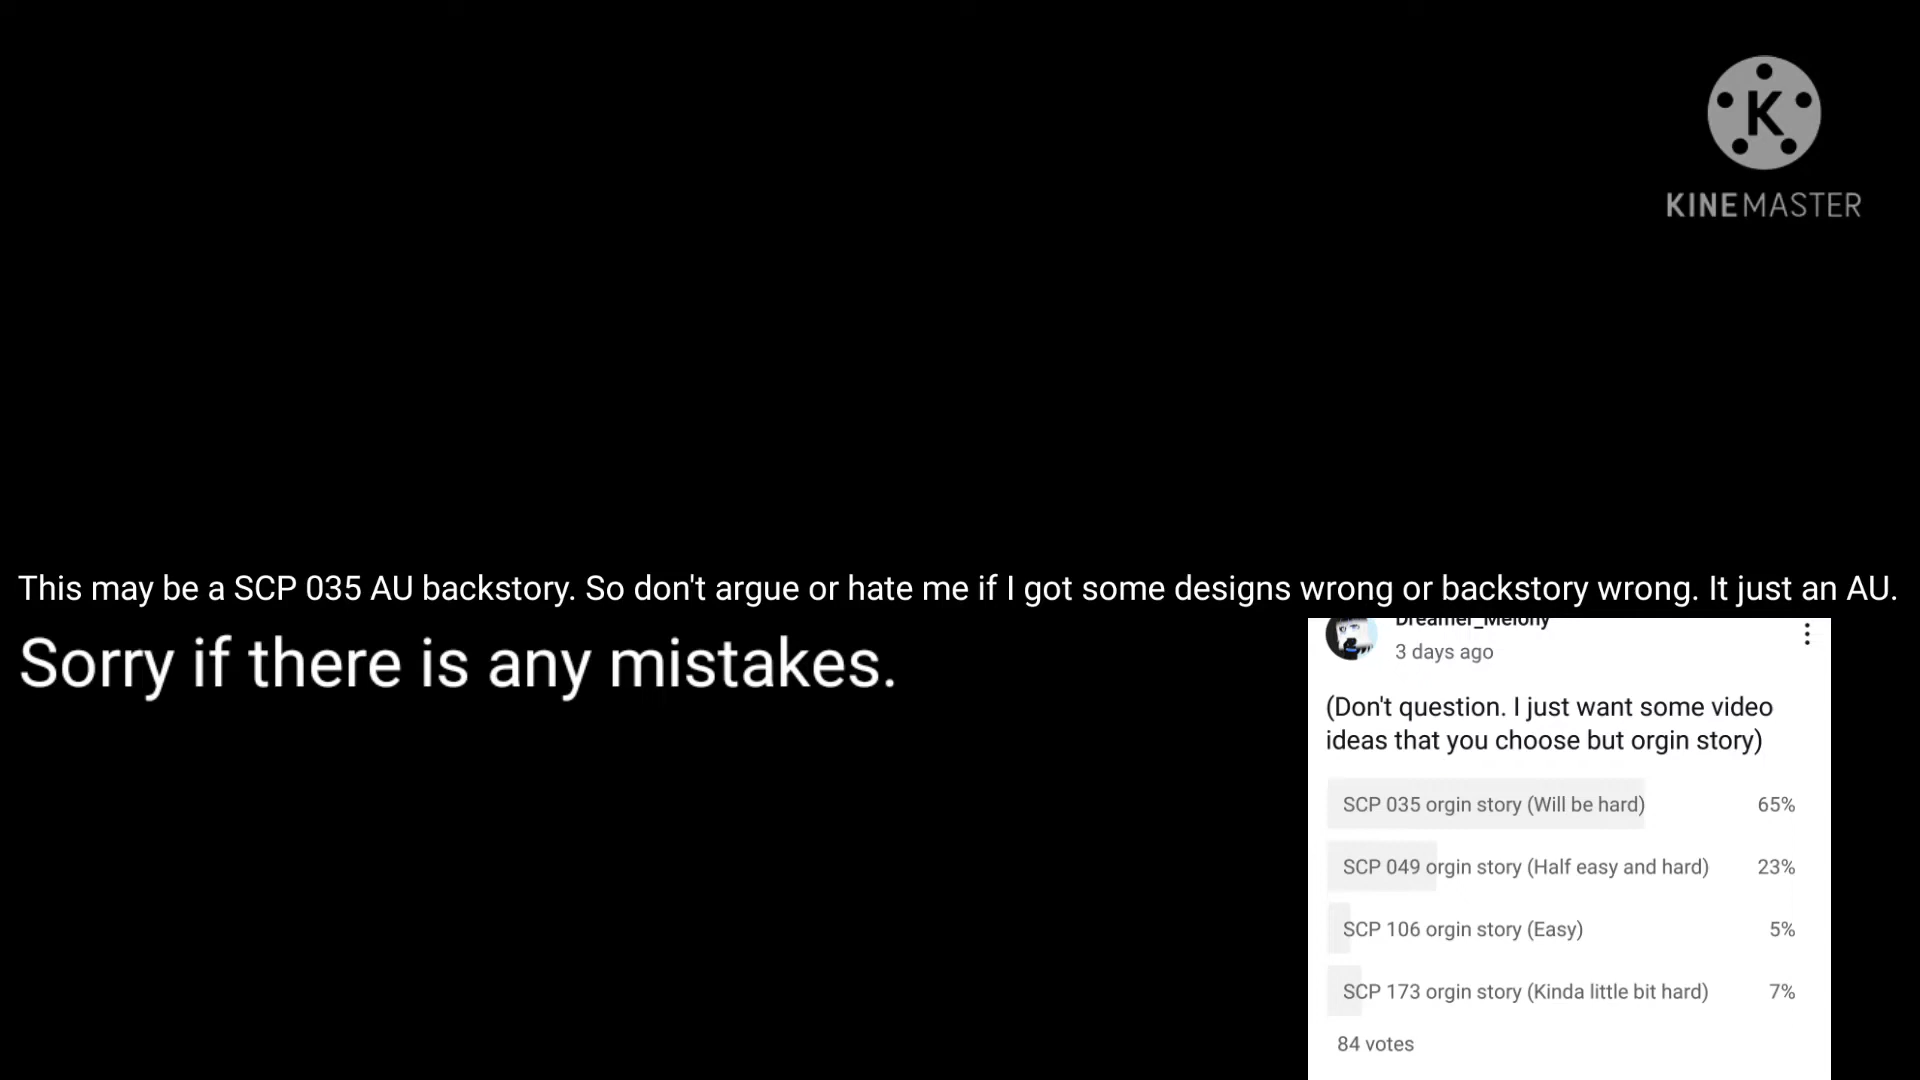 K
KINEMASTER
This may be a SCP 035 AU backstory. So don't argue or hate me if I got some designs wrong or backstory wrong. It just an AU.
Sorry if there is any mistakes.
Dreamer_Melony
3 days ago
(Don't question. I just want some video
ideas that you choose but orgin story)
SCP 035 orgin story (Will be hard) 65%
SCP 049 orgin story (Half easy and hard) 23%
SCP 106 orgin story (Easy) 5%
SCP 173 orgin story (Kinda little bit hard) 7%
84 votes